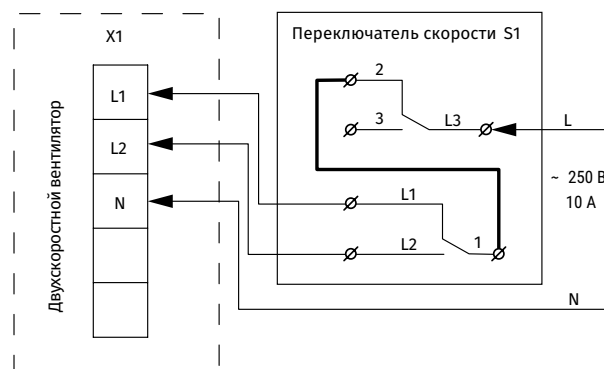 X1
Двухскоростной вентилятор
L1
L2
N
Переключатель скорости S1
2
3
L3
L
~ 250 В
10 А
L1
L2
1
N